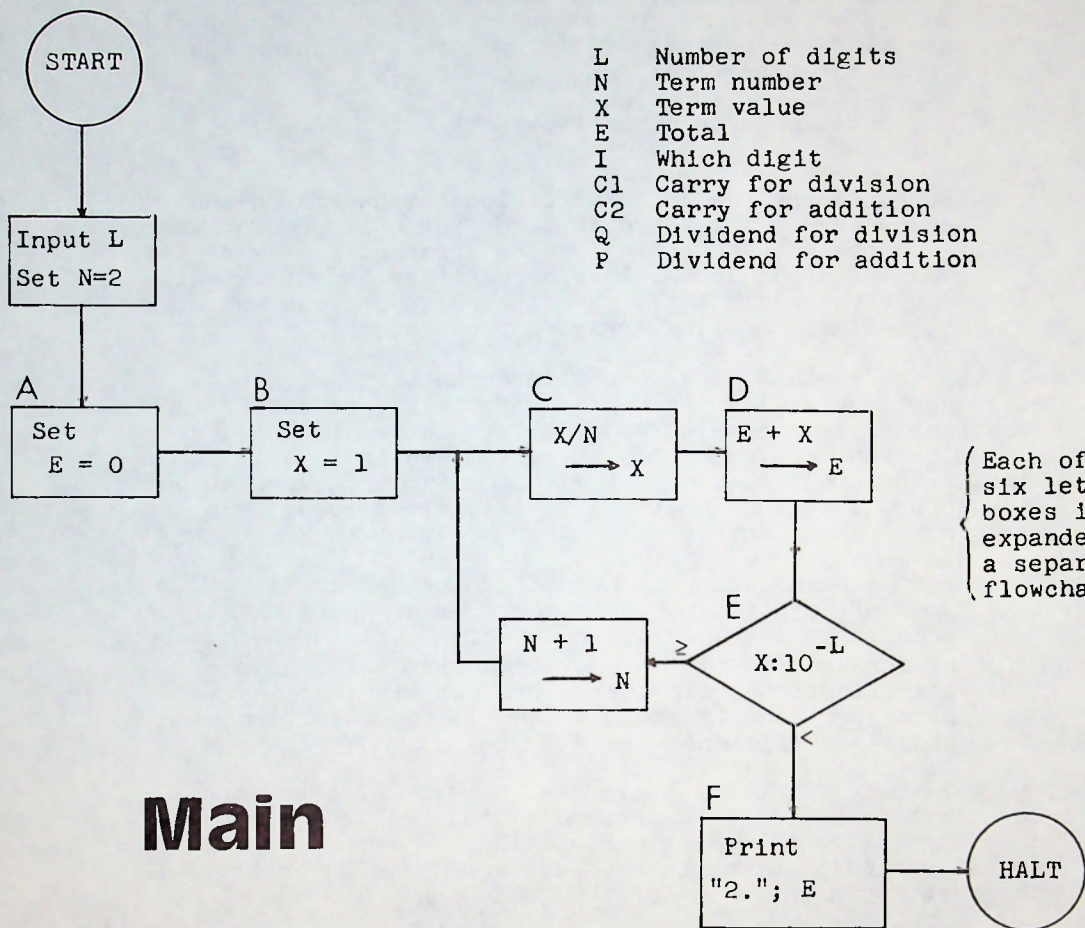 START
L Number of digits
N Term number
X Term value
E Total
I Which digit
C1 Carry for division
C2 Carry for addition
Q Dividend for division
P Dividend for addition
Input L
Set N=2
A
Set
E = 0
B
Set
X = 1
C
X/N
→ X
D
E + X
→ E
Each of
six let
boxes i
expande
a separ
flowcha
E
X:10^-L
≥
<
N + 1
→ N
Main
F
Print
"2."; E
HALT